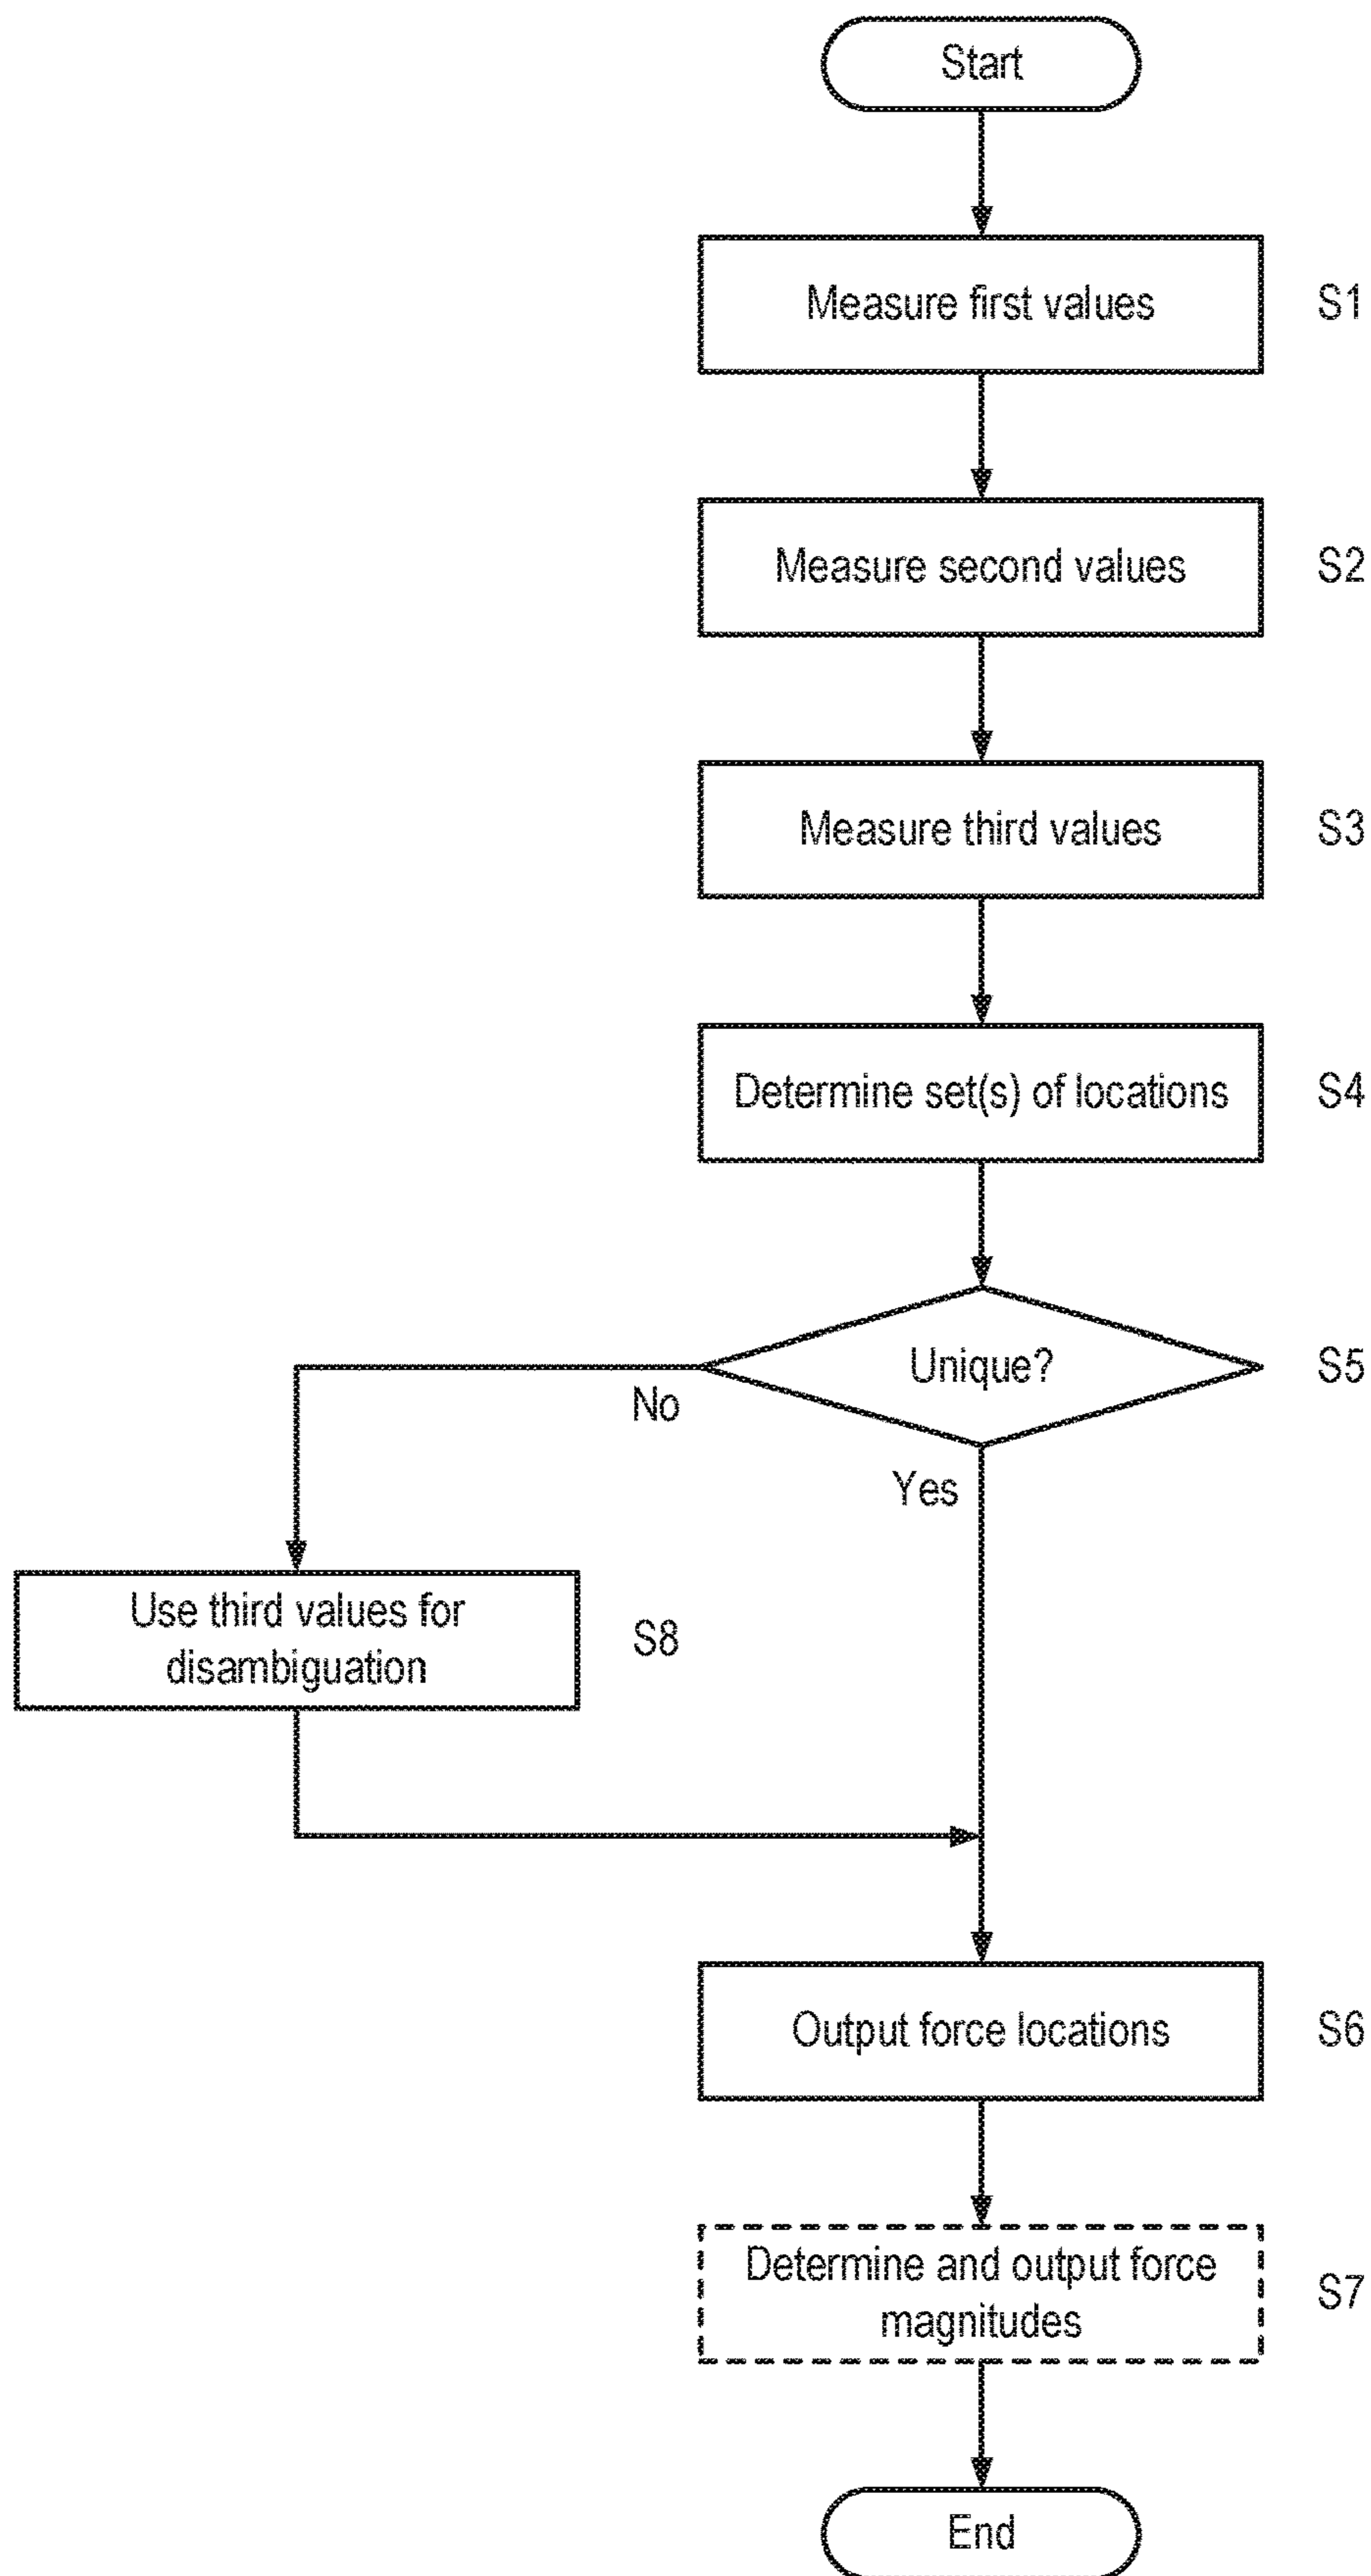 Start
Measure first values
S1
Measure second values
S2
Measure third values
S3
Determine set(s) of locations
S4
Unique?
S5
No
Yes
Use third values for
disambiguation
S8
Output force locations
S6
Determine and output force
magnitudes
S7
End